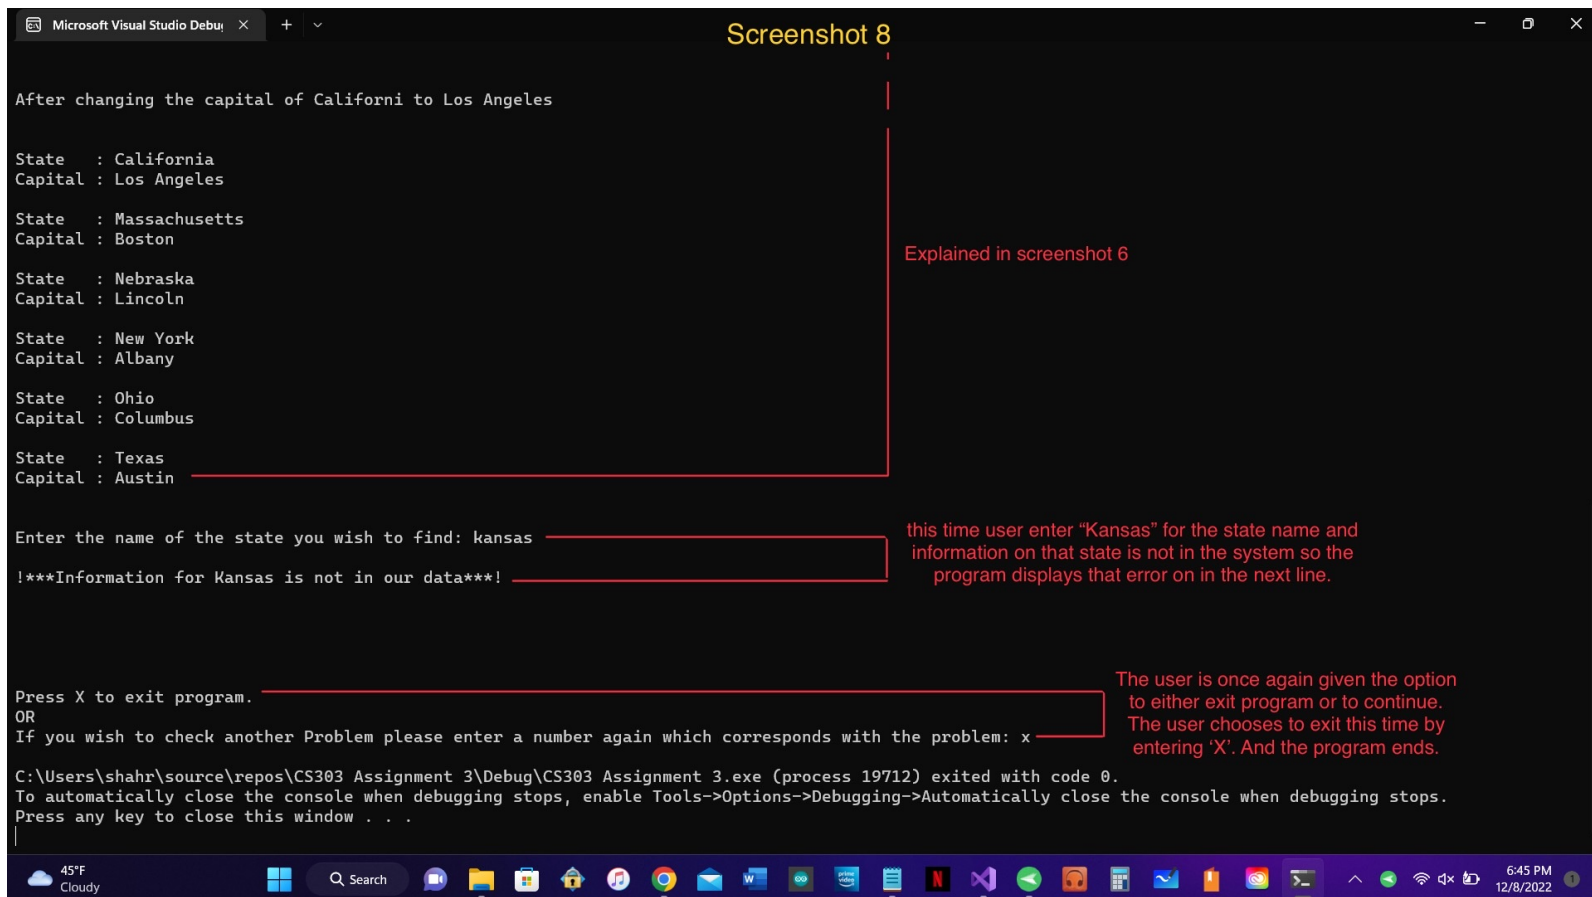 Microsoft Visual Studio Debu
Screenshot 8
After changing the capital of Californi to Los Angeles
State : California
Capital : Los Angeles
State : Massachusetts
Capital : Boston
State : Nebraska
Capital : Lincoln
Explained in screenshot 6
State : New York
Capital : Albany
State : Ohio
Capital : Columbus
State : Texas
Capital : Austin
Enter the name of the state you wish to find: kansas
!***Information for Kansas is not in our data***!
this time user enter “Kansas” for the state name and
information on that state is not in the system so the
program displays that error on in the next line.
Press X to exit program.
OR
If you wish to check another Problem please enter a number again which corresponds with the problem: x
The user is once again given the option
to either exit program or to continue.
The user chooses to exit this time by
entering ‘X’. And the program ends.
C:\Users\shahr\source\repos\CS303 Assignment 3\Debug\CS303 Assignment 3.exe (process 19712) exited with code 0.
To automatically close the console when debugging stops, enable Tools->Options->Debugging->Automatically close the console when debugging stops.
Press any key to close this window . . .
45°F
Cloudy
Search
prime
video
6:45 PM
12/8/2022
1